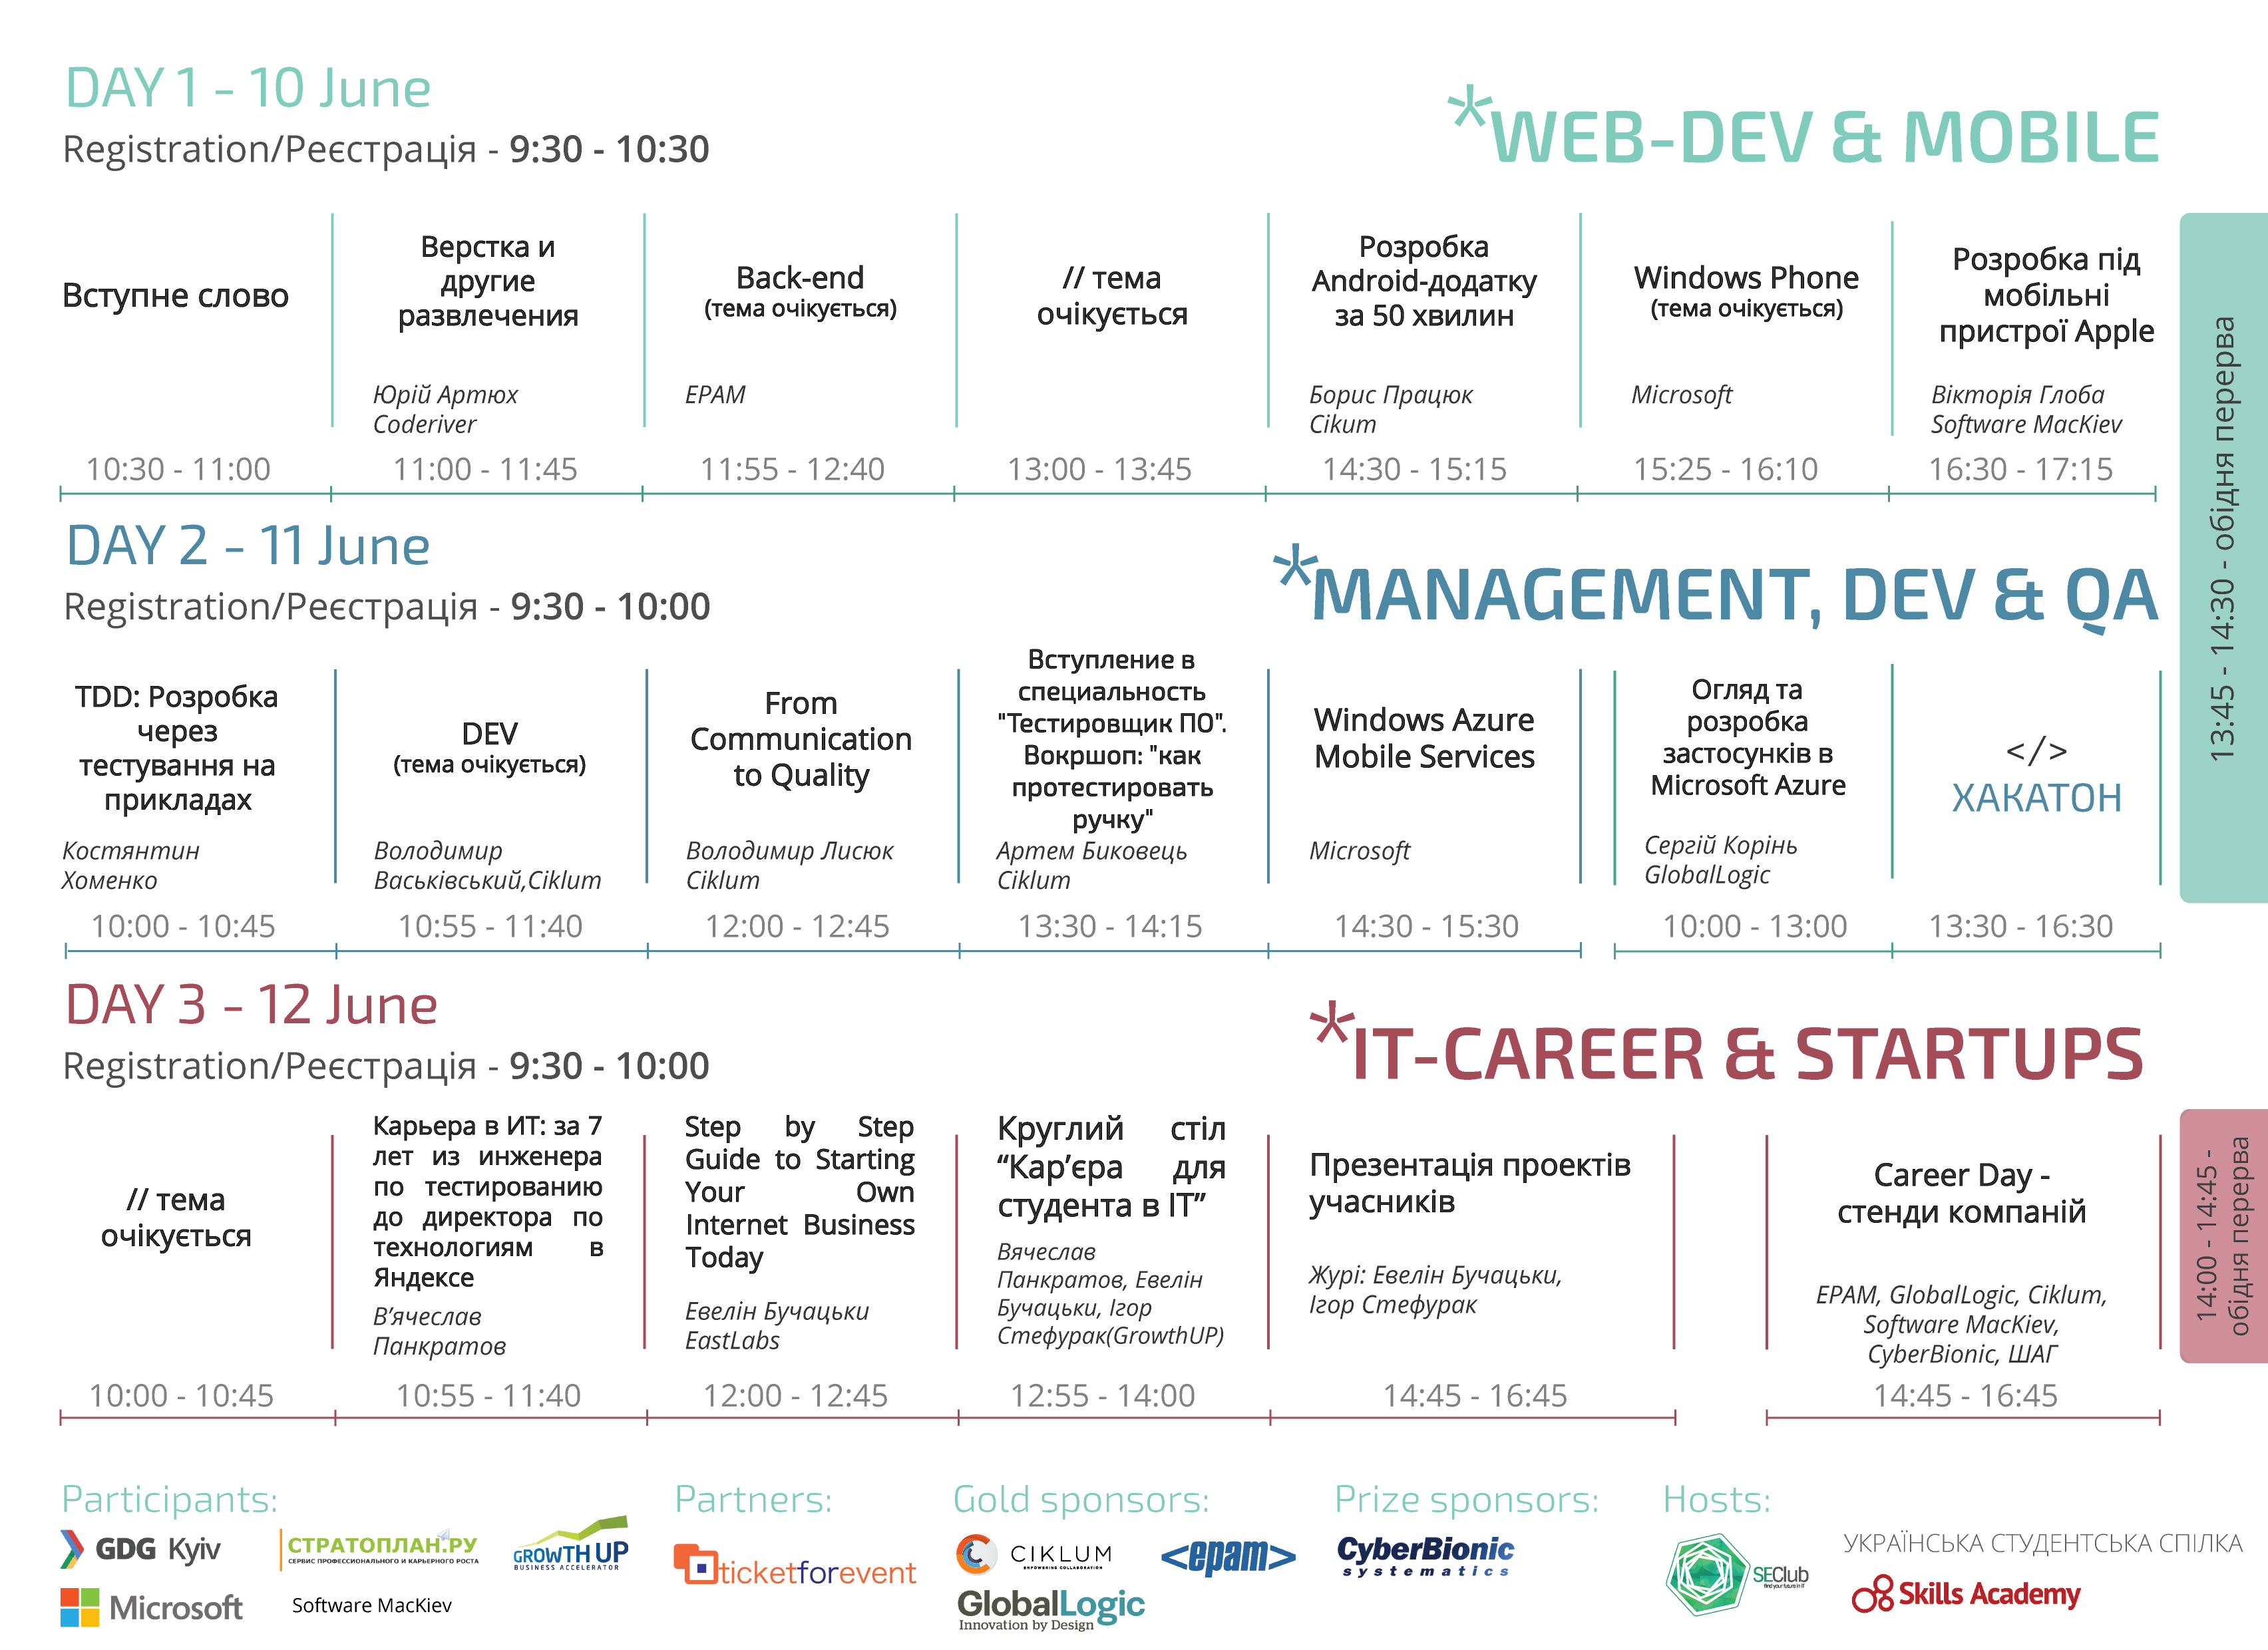 DAY 1 - 10 June
Registration/Реєстрація - 9:30 - 10:30
*WEB-DEV & MOBILE
Вступне слово
10:30 - 11:00
Верстка и
другие
развлечения
Юрій Артюх
Coderiver
11:00 - 11:45
Back-end
(тема очікується)
EPAM
11:55 - 12:40
// тема
очікується
13:00 - 13:45
Розробка
Android-додатку
за 50 хвилин
Борис Працюк
Cikum
14:30 - 15:15
Windows Phone
(тема очікується)
Microsoft
15:25 - 16:10
Розробка під
мобільні
пристрої Apple
Вікторія Глоба
Software MacKiev
16:30 - 17:15
13:45 - 14:30 - обідня перерва
DAY 2 - 11 June
Registration/Реєстрація - 9:30 - 10:00
*MANAGEMENT, DEV & QA
TDD: Розробка
через
тестування на
прикладах
Костянтин
Хоменко
10:00 - 10:45
DEV
(тема очікується)
Володимир
Васьківський,Ciklum
10:55 - 11:40
From
Communication
to Quality
Володимир Лисюк
Ciklum
12:00 - 12:45
Вступление в
специальность
"Тестировщик ПО".
Вокршоп: "как
протестировать
ручку"
Артем Биковець
Ciklum
13:30 - 14:15
Windows Azure
Mobile Services
Microsoft
14:30 - 15:30
Огляд та
розробка
застосунків в
Microsoft Azure
Сергій Корінь
GlobalLogic
10:00 - 13:00
</>
ХАКАТОН
13:30 - 16:30
DAY 3 - 12 June
Registration/Реєстрація - 9:30 - 10:00
*IT-CAREER & STARTUPS
// тема
очікується
10:00 - 10:45
Карьера в ИТ: за 7
лет из инженера
по тестированию
до директора по
технологиям в
Яндексе
В’ячеслав
Панкратов
10:55 - 11:40
Step by Step
Guide to Starting
Your Own
Internet Business
Today
Евелін Бучацьки
EastLabs
12:00 - 12:45
Круглий стіл
“Кар’єра для
студента в ІТ”
Вячеслав
Панкратов, Евелін
Бучацьки, Ігор
Стефурак(GrowthUP)
12:55 - 14:00
Презентація проектів
учасників
Журі: Евелін Бучацьки,
Ігор Стефурак
14:45 - 16:45
Career Day -
стенди компаній
EPAM, GlobalLogic, Ciklum,
Software MacKiev,
CyberBionic, ШАГ
14:45 - 16:45
14:00 - 14:45 -
обідня перерва
Participants:
GDG Kyiv
СТРАТОПЛАН.РУ
СЕРВИС ПРОФЕССИОНАЛЬНОГО И КАРЬЕРНОГО РОСТА
GROWTH UP
BUSINESS ACCELERATOR
Microsoft
Software MacKiev
Partners:
ticketforevent
Gold sponsors:
CIKLUM
EMPOWERING COLLABORATION
<epam>
GlobalLogic
Innovation by Design
Prize sponsors:
CyberBionic
systematics
Hosts:
SEClub
find your future in IT
УКРАЇНСЬКА СТУДЕНТСЬКА СПІЛКА
Skills Academy